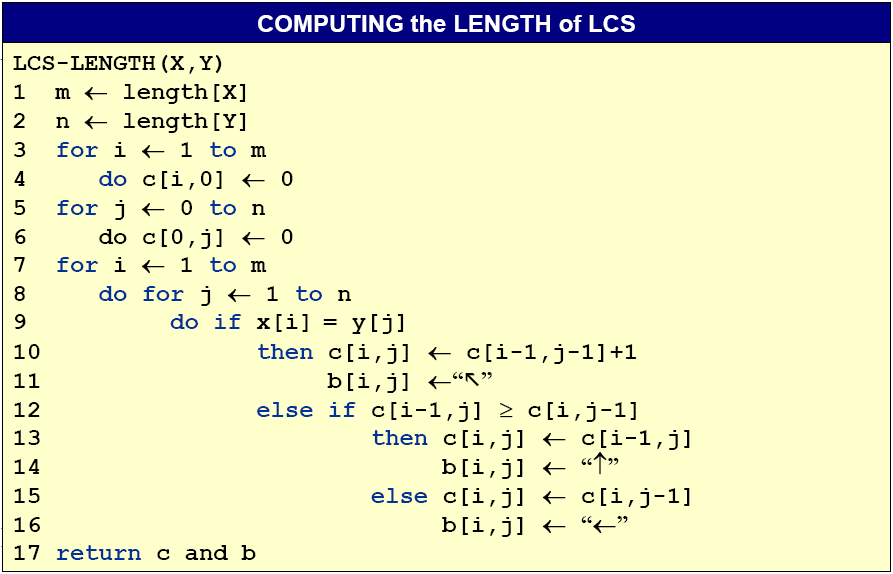 COMPUTING the LENGTH of LCS
LCS-LENGTH(X,Y)
1 m ← length[X]
2 n ← length[Y]
3 for i ← 1 to m
4 do c[i,0] ← 0
5 for j ← 0 to n
6 do c[0,j] ← 0
7 for i ← 1 to m
8 do for j ← 1 to n
9 do if x[i] = y[j]
10 then c[i,j] ← c[i-1,j-1]+1
11 b[i,j] ←“↖”
12 else if c[i-1,j] ≥ c[i,j-1]
13 then c[i,j] ← c[i-1,j]
14 b[i,j] ← “↑”
15 else c[i,j] ← c[i,j-1]
16 b[i,j] ← “←”
17 return c and b